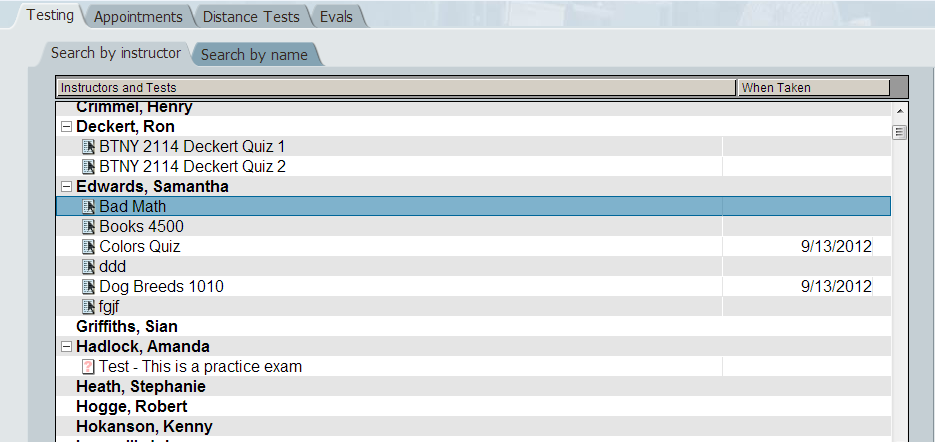 Testing Appointments Distance Tests Evals
Search by instructor Search by name
Instructors and Tests When Taken
Crimmel, Henry
Deckert, Ron
BTNY 2114 Deckert Quiz 1
BTNY 2114 Deckert Quiz 2
Edwards, Samantha
Bad Math
Books 4500
Colors Quiz 9/13/2012
ddd
Dog Breeds 1010 9/13/2012
fgjf
Griffiths, Sian
Hadlock, Amanda
Test - This is a practice exam
Heath, Stephanie
Hogge, Robert
Hokanson, Kenny